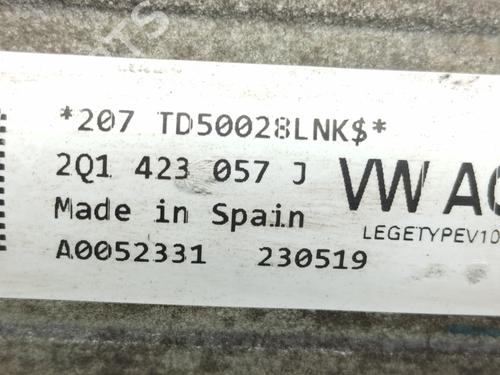 *207 TD50028LNK$*
2Q1 423 057 J
VW AG
Made in Spain
LEGETYPEV10
A0052331 230519